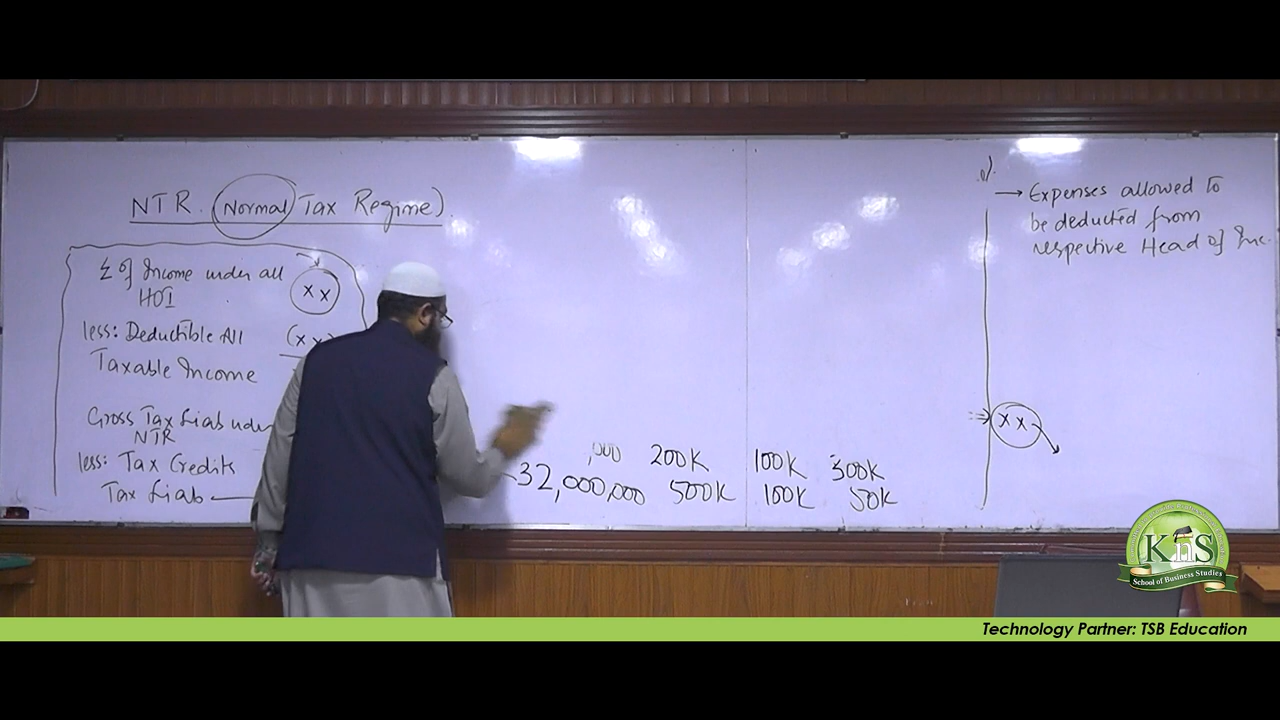 NTR. (Normal Tax Regime)
Σ of Income under all
HOI
x x
less: Deductible All
(x x
Taxable Income
Gross Tax Liab under
NTR
less: Tax Credits
Tax Liab
,000 200K 100K 300K
32,000,000 500K 100K 50K
→ Expenses allowed to
be deducted from
respective Head of Inc.
x x
KnS
School of Business Studies
Technology Partner: TSB Education